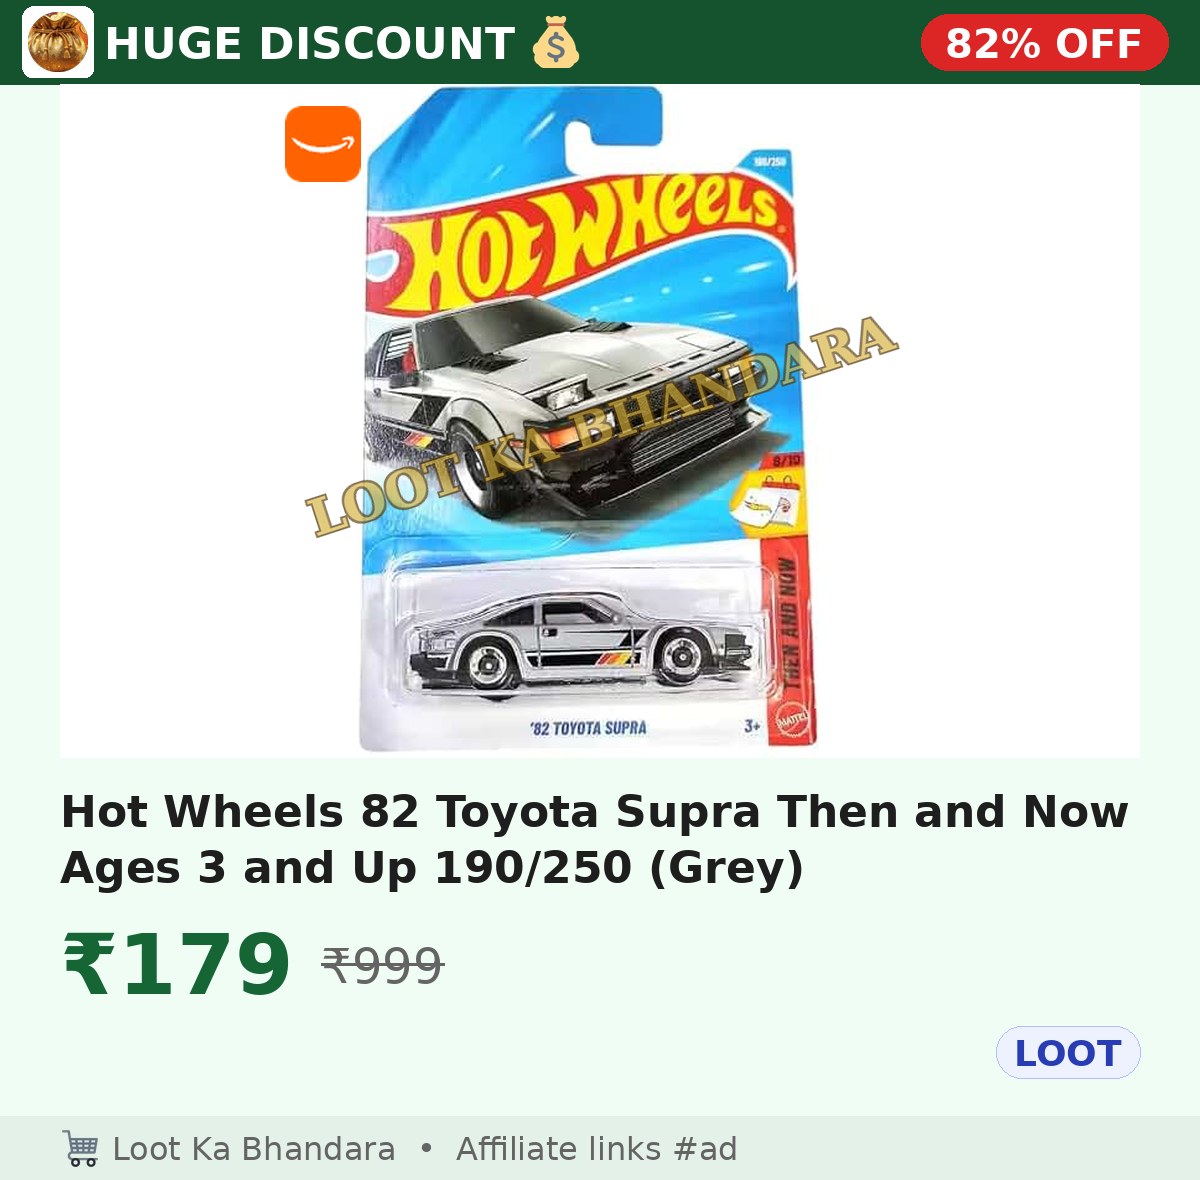 HUGE DISCOUNT 💰
82% OFF
Hot Wheels
LOOT KA BHANDARA
8/10
THEN AND NOW
'82 TOYOTA SUPRA
3+
MATTEL
Hot Wheels 82 Toyota Supra Then and Now
Ages 3 and Up 190/250 (Grey)
₹179 ₹999
LOOT
Loot Ka Bhandara • Affiliate links #ad